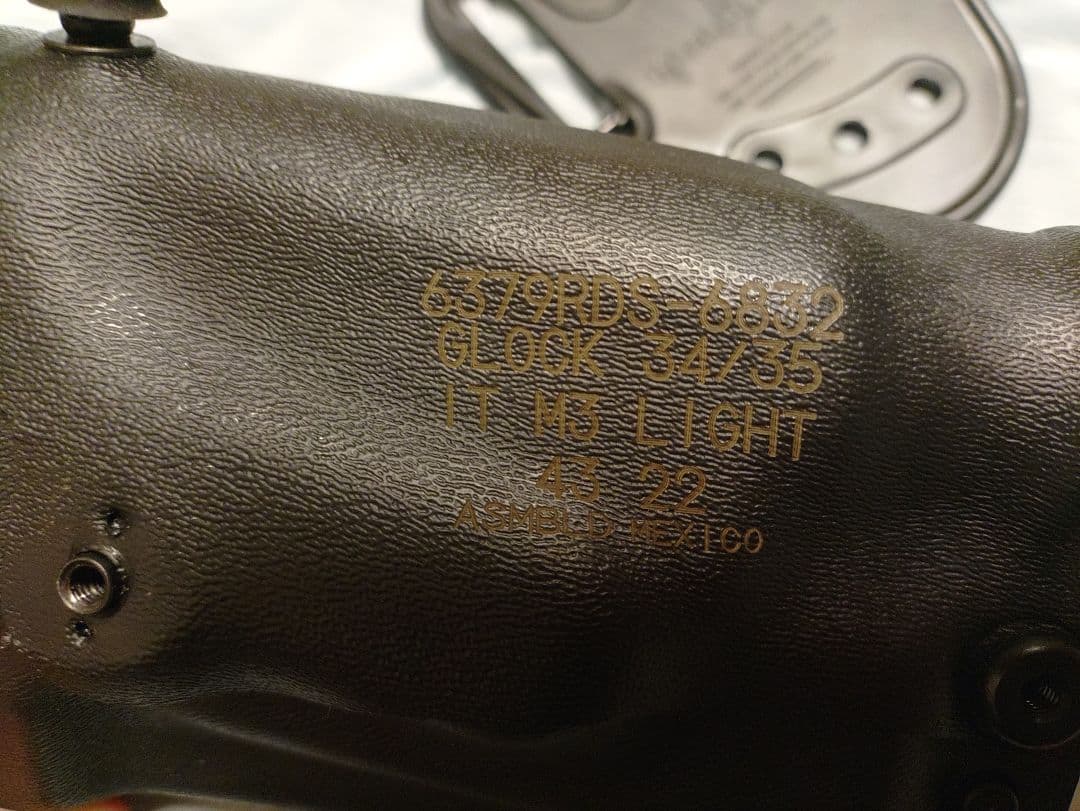 6379RDS-6832
GLOCK 34/35
IT M3 LIGHT
43 22
ASMBLD MEXICO